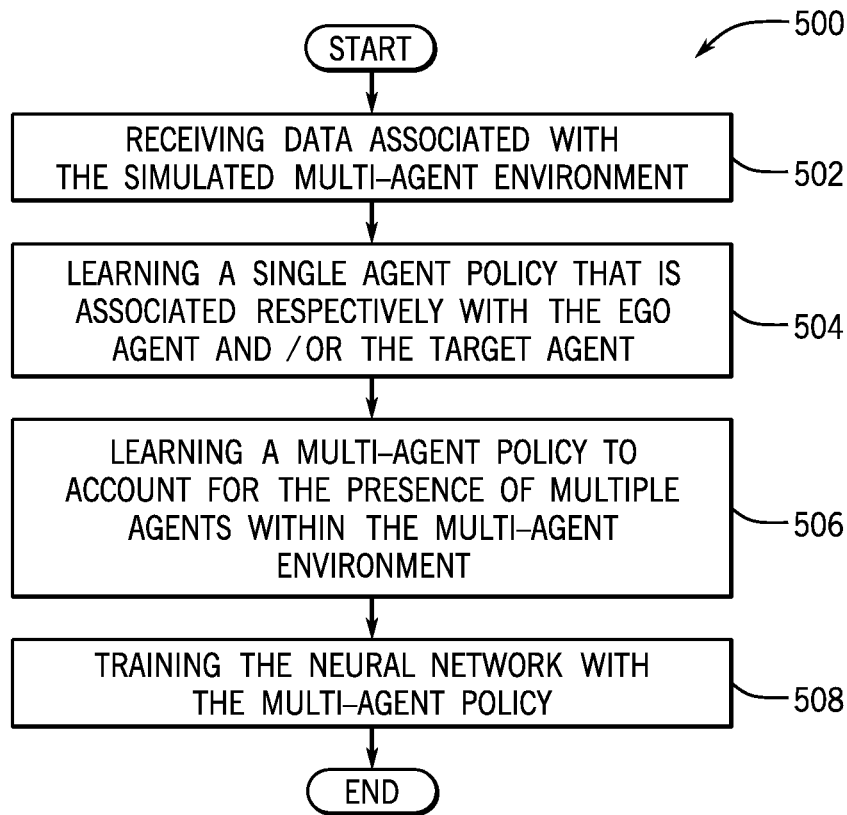 500
START
RECEIVING DATA ASSOCIATED WITH
THE SIMULATED MULTI–AGENT ENVIRONMENT
502
LEARNING A SINGLE AGENT POLICY THAT IS
ASSOCIATED RESPECTIVELY WITH THE EGO
AGENT AND /OR THE TARGET AGENT
504
LEARNING A MULTI–AGENT POLICY TO
ACCOUNT FOR THE PRESENCE OF MULTIPLE
AGENTS WITHIN THE MULTI–AGENT
ENVIRONMENT
506
TRAINING THE NEURAL NETWORK WITH
THE MULTI–AGENT POLICY
508
END